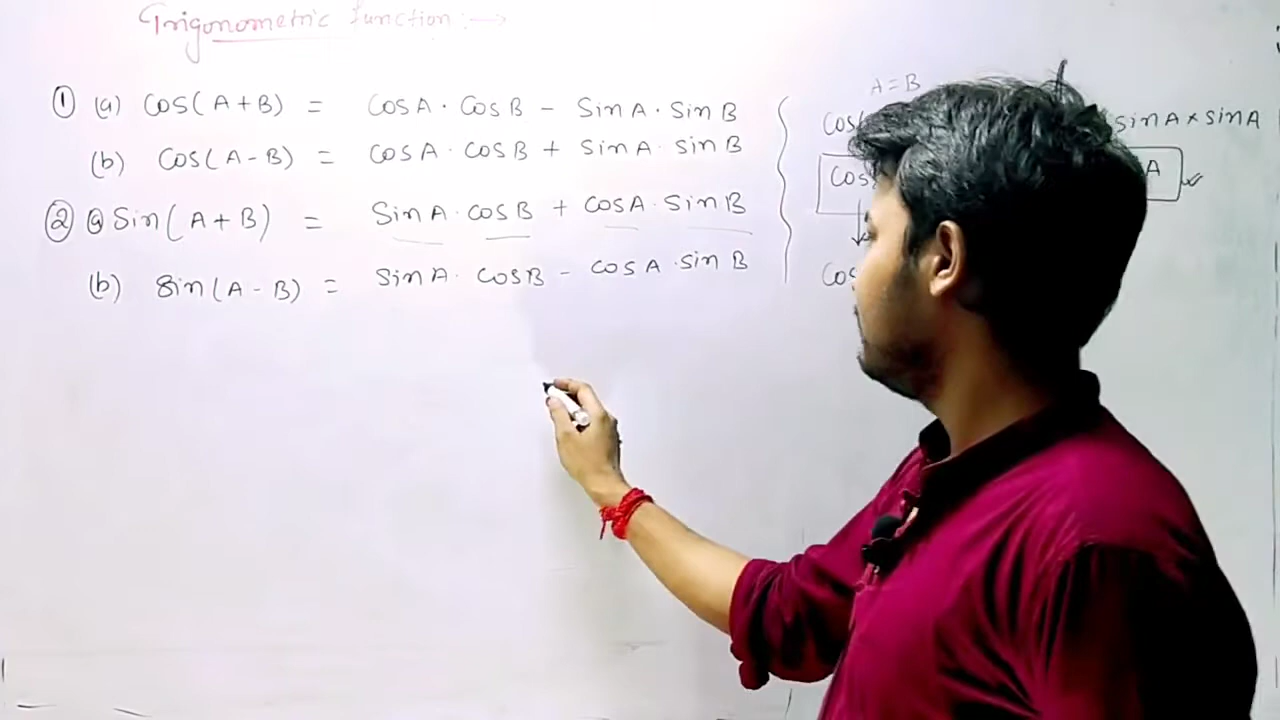 Trigonometric function :→
① (a) Cos(A+B) = CosA · CosB - SinA · SinB
(b) Cos(A-B) = CosA · CosB + SinA · SinB
② (a) Sin(A+B) = SinA · CosB + CosA · SinB
(b) Sin(A-B) = SinA · CosB - CosA · SinB
A=B
Cos( SinA×SinA
Cos A
Cos